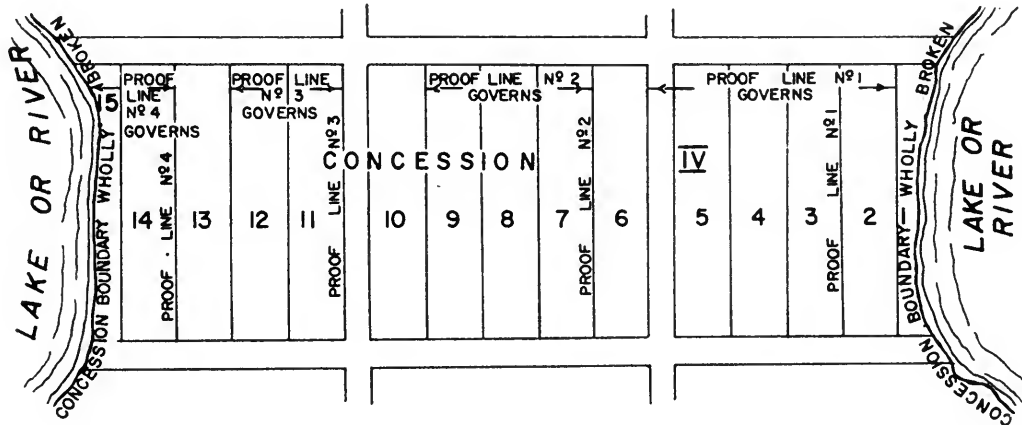 LAKE OR RIVER
BROKEN
CONCESSION BOUNDARY WHOLLY
15
PROOF
LINE
Nº 4
GOVERNS
PROOF LINE
Nº 3
GOVERNS
PROOF LINE Nº 2
GOVERNS
PROOF LINE Nº 1
GOVERNS
BROKEN
CONCESSION BOUNDARY — WHOLLY
LAKE OR
RIVER
CONCESSION
IV
PROOF LINE Nº 4
PROOF LINE Nº 3
PROOF LINE Nº 2
PROOF LINE Nº 1
14 13 12 11 10 9 8 7 6 5 4 3 2